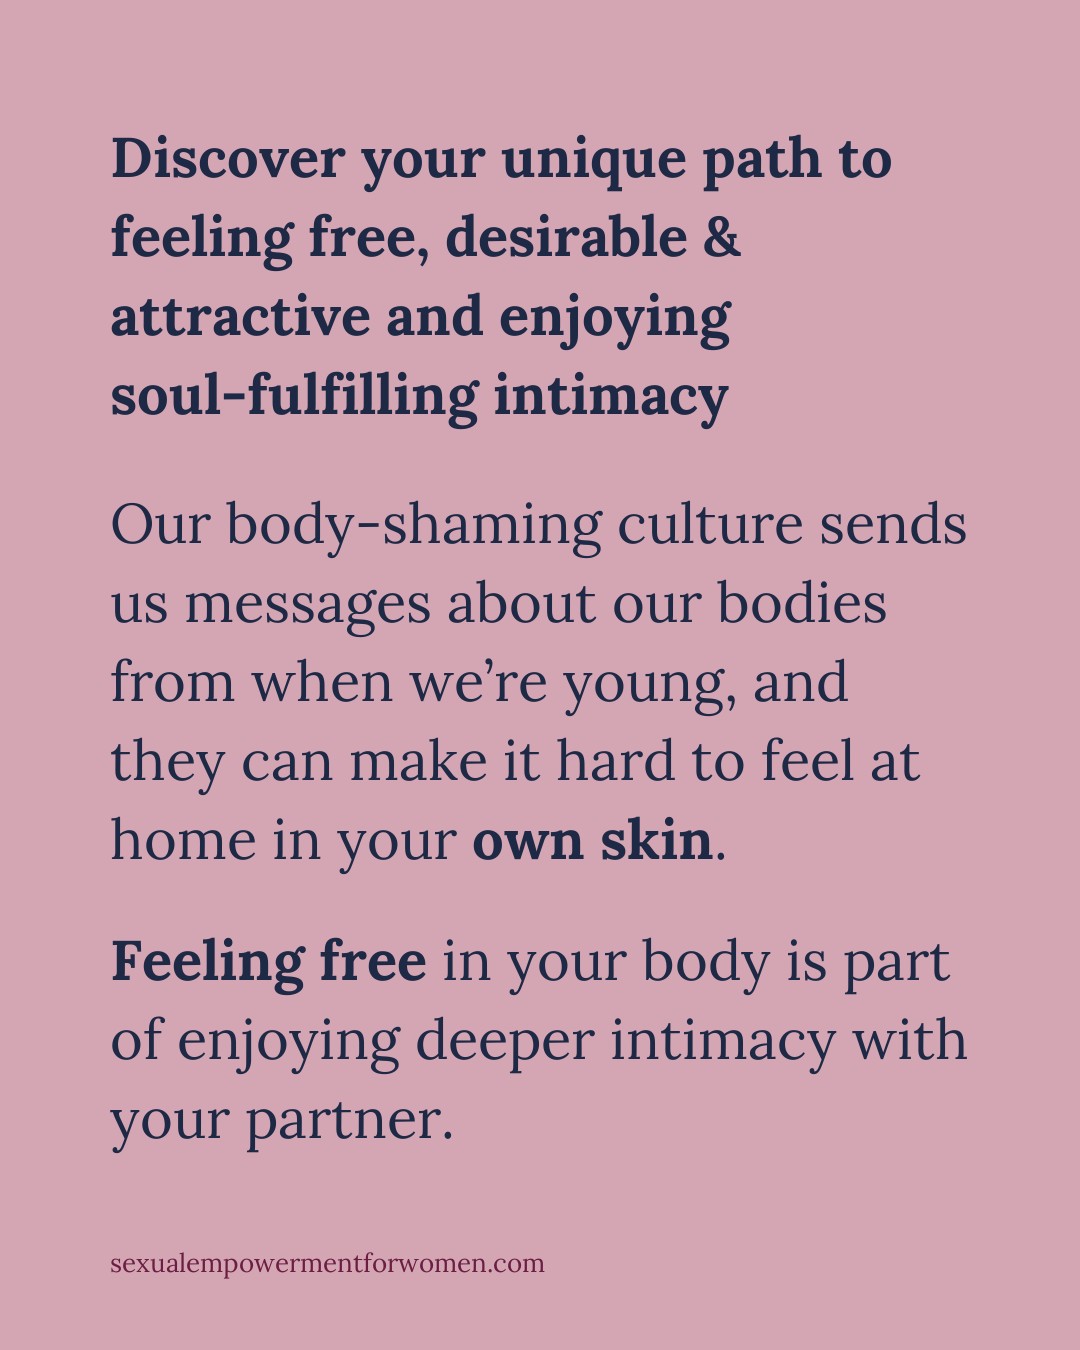 Discover your unique path to
feeling free, desirable &
attractive and enjoying
soul-fulfilling intimacy
Our body-shaming culture sends
us messages about our bodies
from when we’re young, and
they can make it hard to feel at
home in your own skin.
Feeling free in your body is part
of enjoying deeper intimacy with
your partner.
sexualempowermentforwomen.com